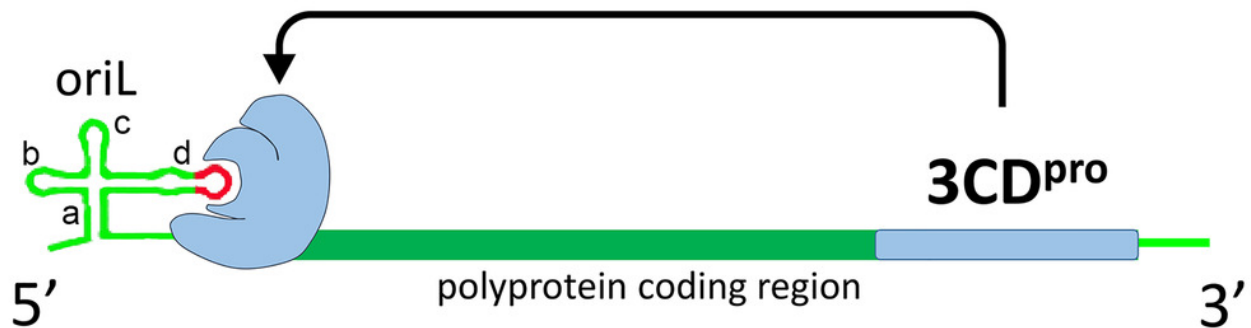 oriL
c
b
d
a
3CDpro
polyprotein coding region
5’
3’